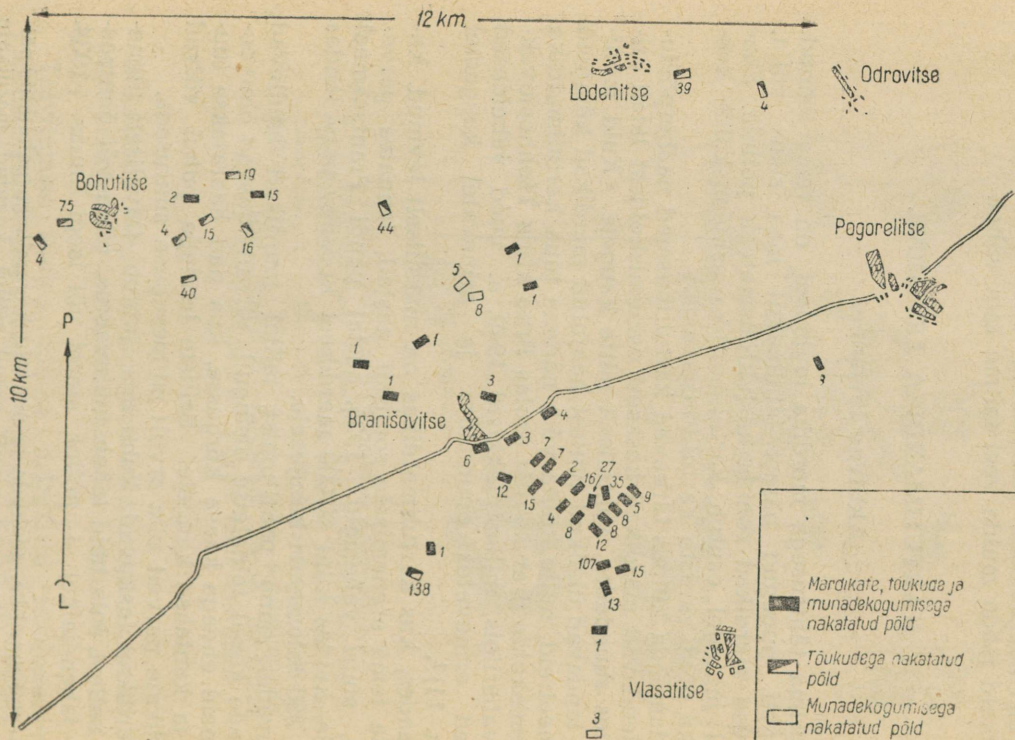 12 km.
Lodenitse
39
4
Odrovitse
Bohutitše
75
4
2
19
15
4
15
16
40
44
5
8
1
1
Pogorelitse
10 km
P
L
1
1
1
3
Branišovitse
6
3
4
3
7
7
12
15
2
16
27
35
9
5
8
8
4
8
12
107
15
13
1
1
138
Vlasatitse
3
Mardikate, tõukude ja
munadekogumisega
nakatatud põld
Tõukudega nakatatud
põld
Munadekogumisega
nakatatud põld